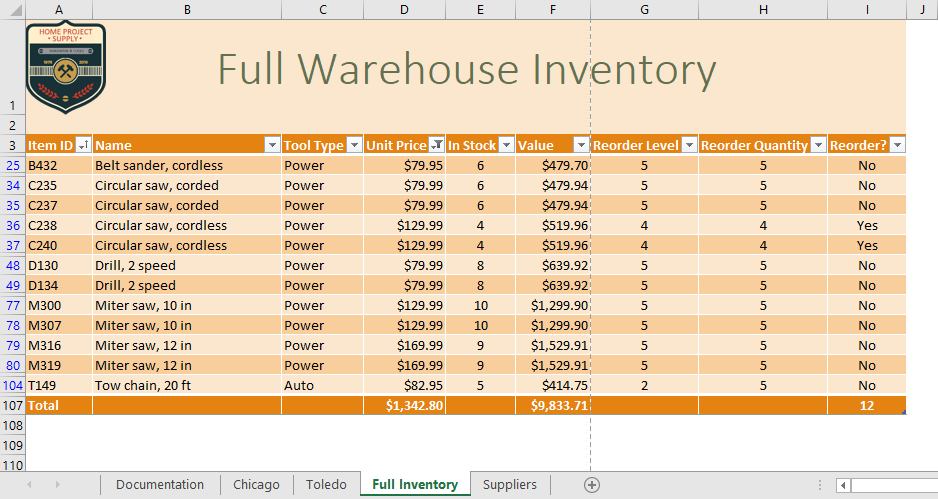 A B C D E F G H I J
HOME PROJECT
• SUPPLY •
1 Full Warehouse Inventory
2
3 Item ID Name Tool Type Unit Price In Stock Value Reorder Level Reorder Quantity Reorder?
25 B432 Belt sander, cordless Power $79.95 6 $479.70 5 5 No
34 C235 Circular saw, corded Power $79.99 6 $479.94 5 5 No
35 C237 Circular saw, corded Power $79.99 6 $479.94 5 5 No
36 C238 Circular saw, cordless Power $129.99 4 $519.96 4 4 Yes
37 C240 Circular saw, cordless Power $129.99 4 $519.96 4 4 Yes
48 D130 Drill, 2 speed Power $79.99 8 $639.92 5 5 No
49 D134 Drill, 2 speed Power $79.99 8 $639.92 5 5 No
77 M300 Miter saw, 10 in Power $129.99 10 $1,299.90 5 5 No
78 M307 Miter saw, 10 in Power $129.99 10 $1,299.90 5 5 No
79 M316 Miter saw, 12 in Power $169.99 9 $1,529.91 5 5 No
80 M319 Miter saw, 12 in Power $169.99 9 $1,529.91 5 5 No
104 T149 Tow chain, 20 ft Auto $82.95 5 $414.75 2 5 No
107 Total $1,342.80 $9,833.71 12
108
109
110
Documentation Chicago Toledo Full Inventory Suppliers